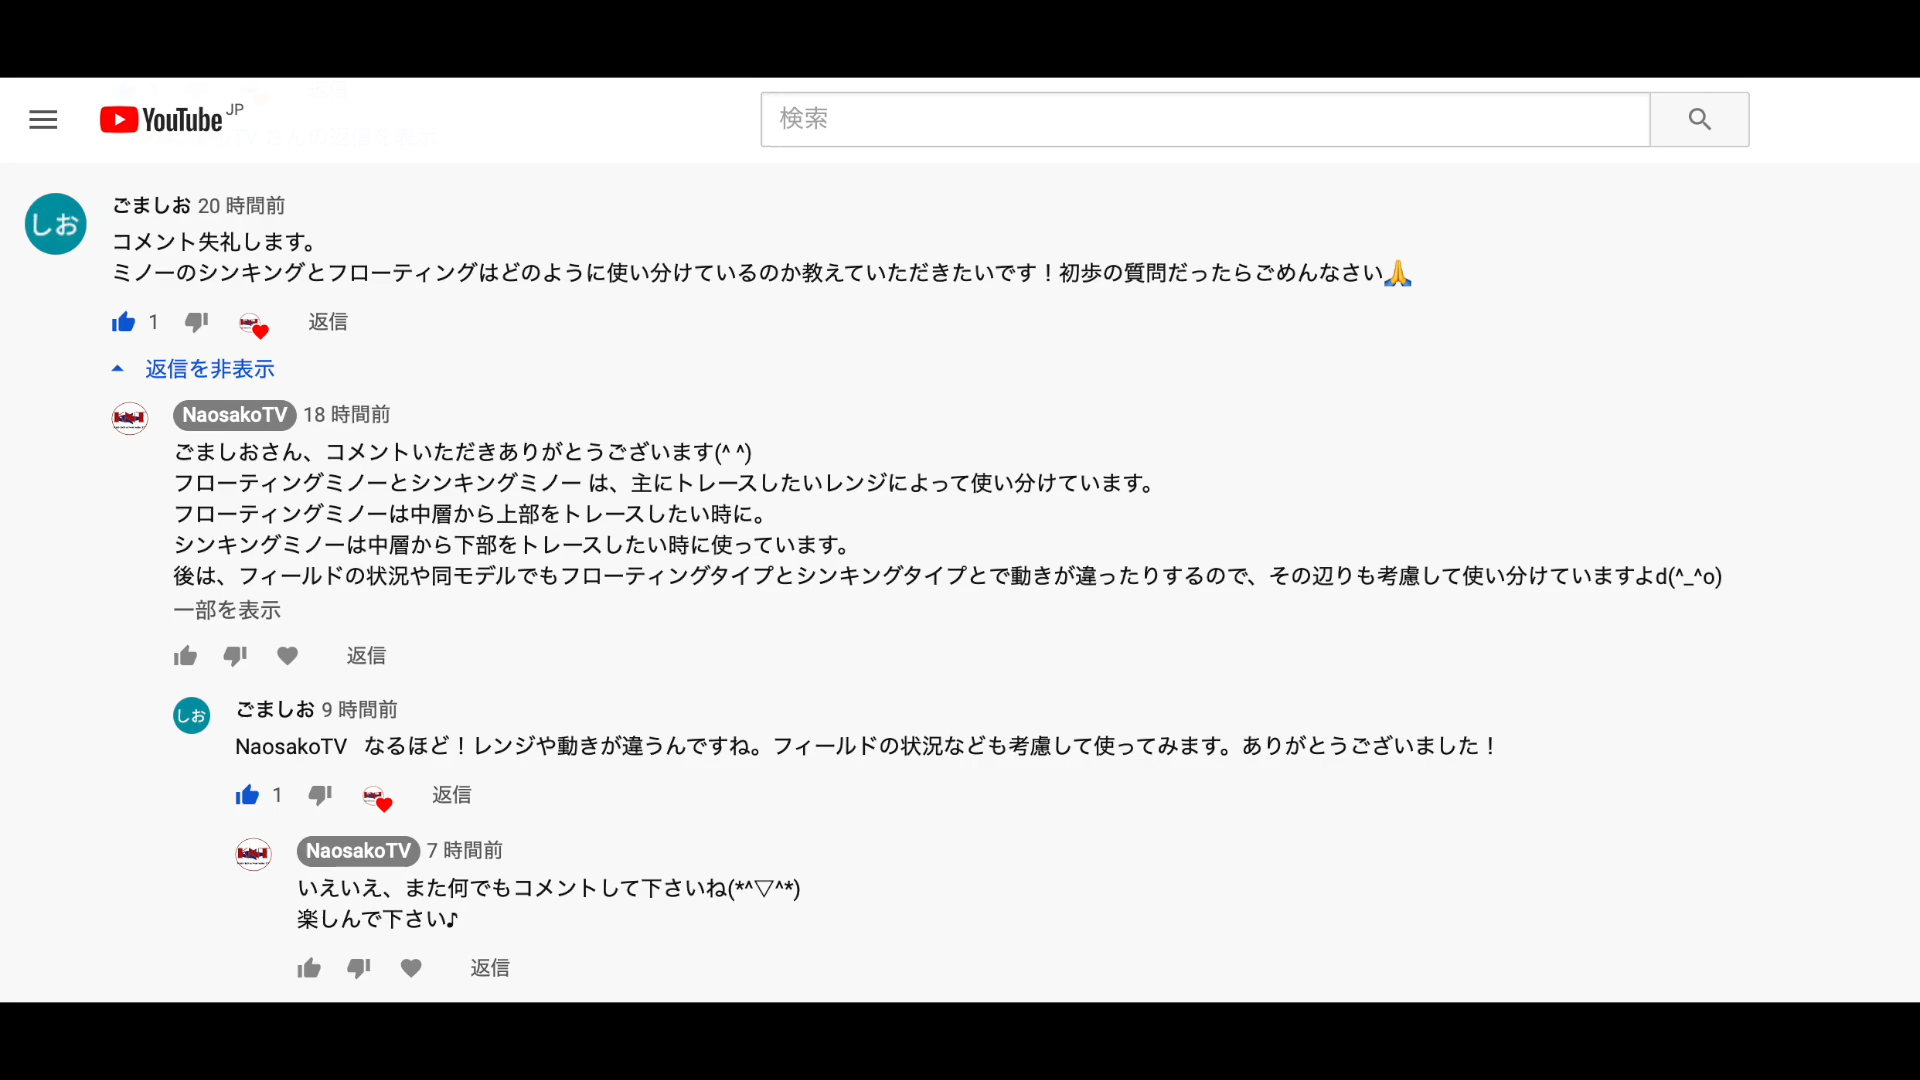 YouTube JP
検索
しお
ごましお 20 時間前
コメント失礼します。
ミノーのシンキングとフローティングはどのように使い分けているのか教えていただきたいです！初歩の質問だったらごめんなさい🙏
1 返信
返信を非表示
NaosakoTV 18 時間前
ごましおさん、コメントいただきありがとうございます(^ ^)
フローティングミノーとシンキングミノー は、主にトレースしたいレンジによって使い分けています。
フローティングミノーは中層から上部をトレースしたい時に。
シンキングミノーは中層から下部をトレースしたい時に使っています。
後は、フィールドの状況や同モデルでもフローティングタイプとシンキングタイプとで動きが違ったりするので、その辺りも考慮して使い分けていますよd(^_^o)
一部を表示
返信
しお
ごましお 9 時間前
NaosakoTV なるほど！レンジや動きが違うんですね。フィールドの状況なども考慮して使ってみます。ありがとうございました！
1 返信
NaosakoTV 7 時間前
いえいえ、また何でもコメントして下さいね(*^▽^*)
楽しんで下さい♪
返信